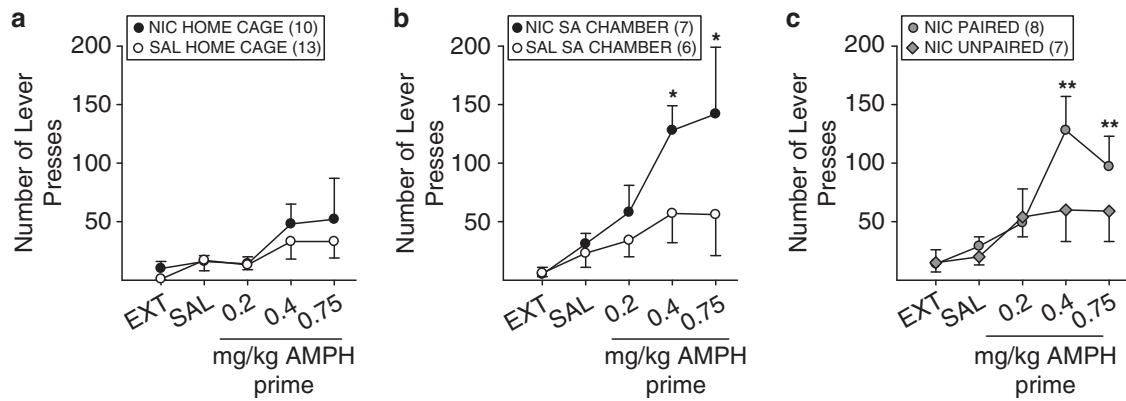 a
NIC HOME CAGE (10)
SAL HOME CAGE (13)
200
150
100
50
Number of Lever
Presses
EXT
SAL
0.2
0.4
0.75
mg/kg AMPH
prime
b
NIC SA CHAMBER (7)
SAL SA CHAMBER (6)
200
150
100
50
Number of Lever
Presses
*
*
EXT
SAL
0.2
0.4
0.75
mg/kg AMPH
prime
c
NIC PAIRED (8)
NIC UNPAIRED (7)
200
150
100
50
Number of Lever
Presses
**
**
EXT
SAL
0.2
0.4
0.75
mg/kg AMPH
prime